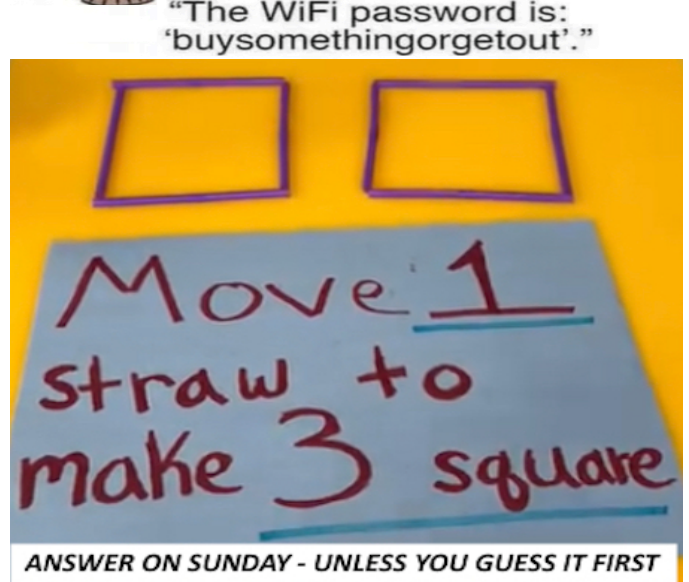 “The WiFi password is:
‘buysomethingorgetout’.”
Move 1
straw to
make 3 square
ANSWER ON SUNDAY - UNLESS YOU GUESS IT FIRST